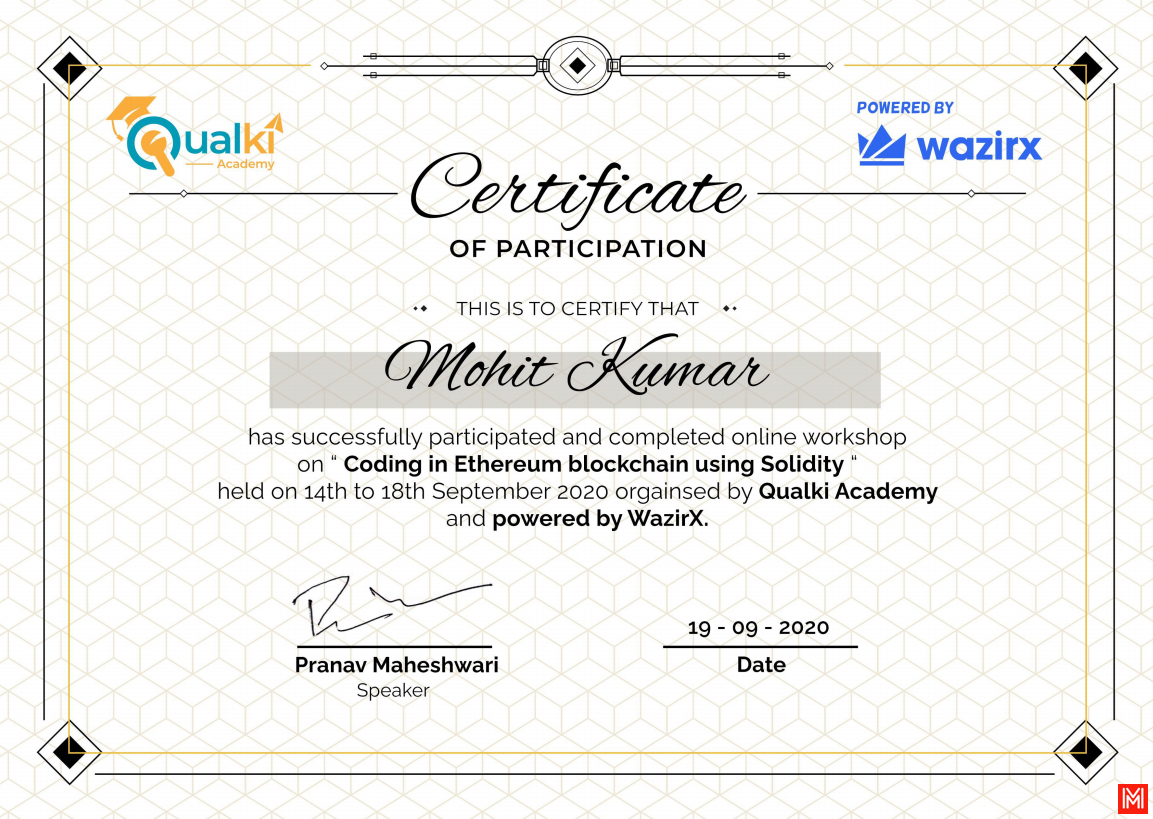 Qualki
Academy
POWERED BY
wazirx
Certificate
OF PARTICIPATION
THIS IS TO CERTIFY THAT
Mohit Kumar
has successfully participated and completed online workshop
on “ Coding in Ethereum blockchain using Solidity “
held on 14th to 18th September 2020 orgainsed by Qualki Academy
and powered by WazirX.
19 - 09 - 2020
Pranav Maheshwari
Date
Speaker